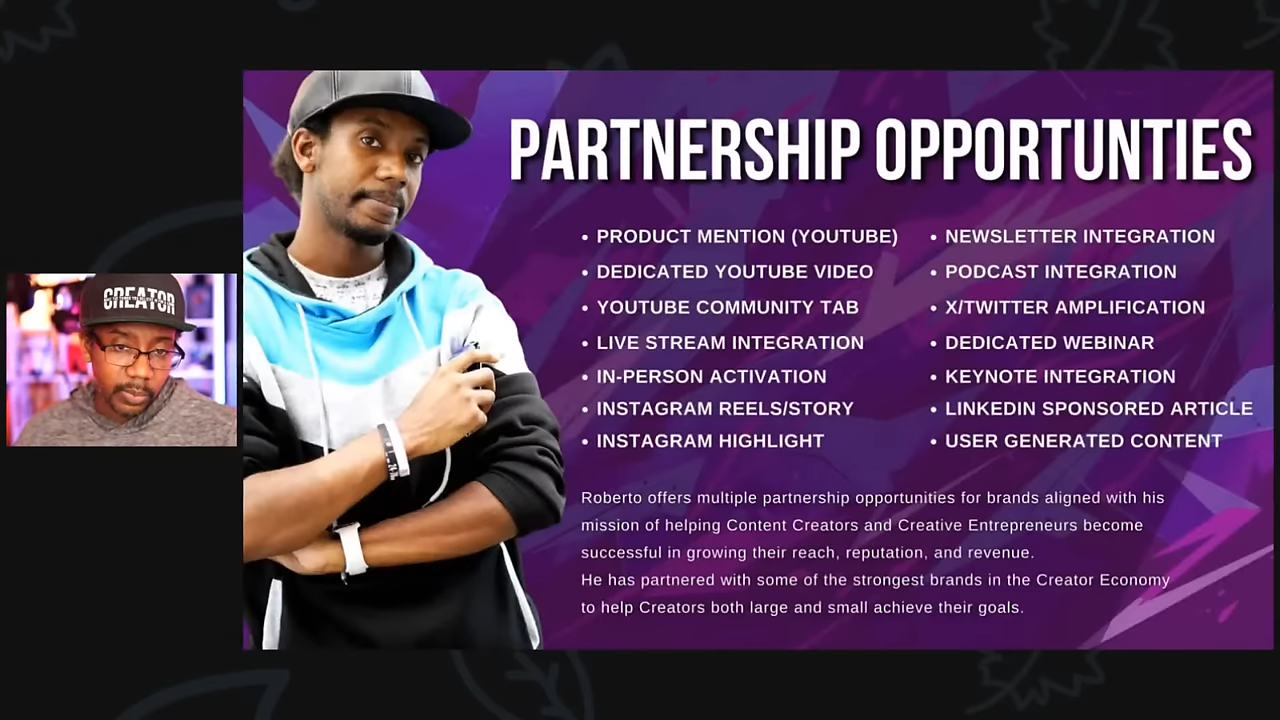 PARTNERSHIP OPPORTUNTIES
• PRODUCT MENTION (YOUTUBE)
• DEDICATED YOUTUBE VIDEO
• YOUTUBE COMMUNITY TAB
• LIVE STREAM INTEGRATION
• IN-PERSON ACTIVATION
• INSTAGRAM REELS/STORY
• INSTAGRAM HIGHLIGHT
• NEWSLETTER INTEGRATION
• PODCAST INTEGRATION
• X/TWITTER AMPLIFICATION
• DEDICATED WEBINAR
• KEYNOTE INTEGRATION
• LINKEDIN SPONSORED ARTICLE
• USER GENERATED CONTENT
Roberto offers multiple partnership opportunities for brands aligned with his
mission of helping Content Creators and Creative Entrepreneurs become
successful in growing their reach, reputation, and revenue.
He has partnered with some of the strongest brands in the Creator Economy
to help Creators both large and small achieve their goals.
CREATOR